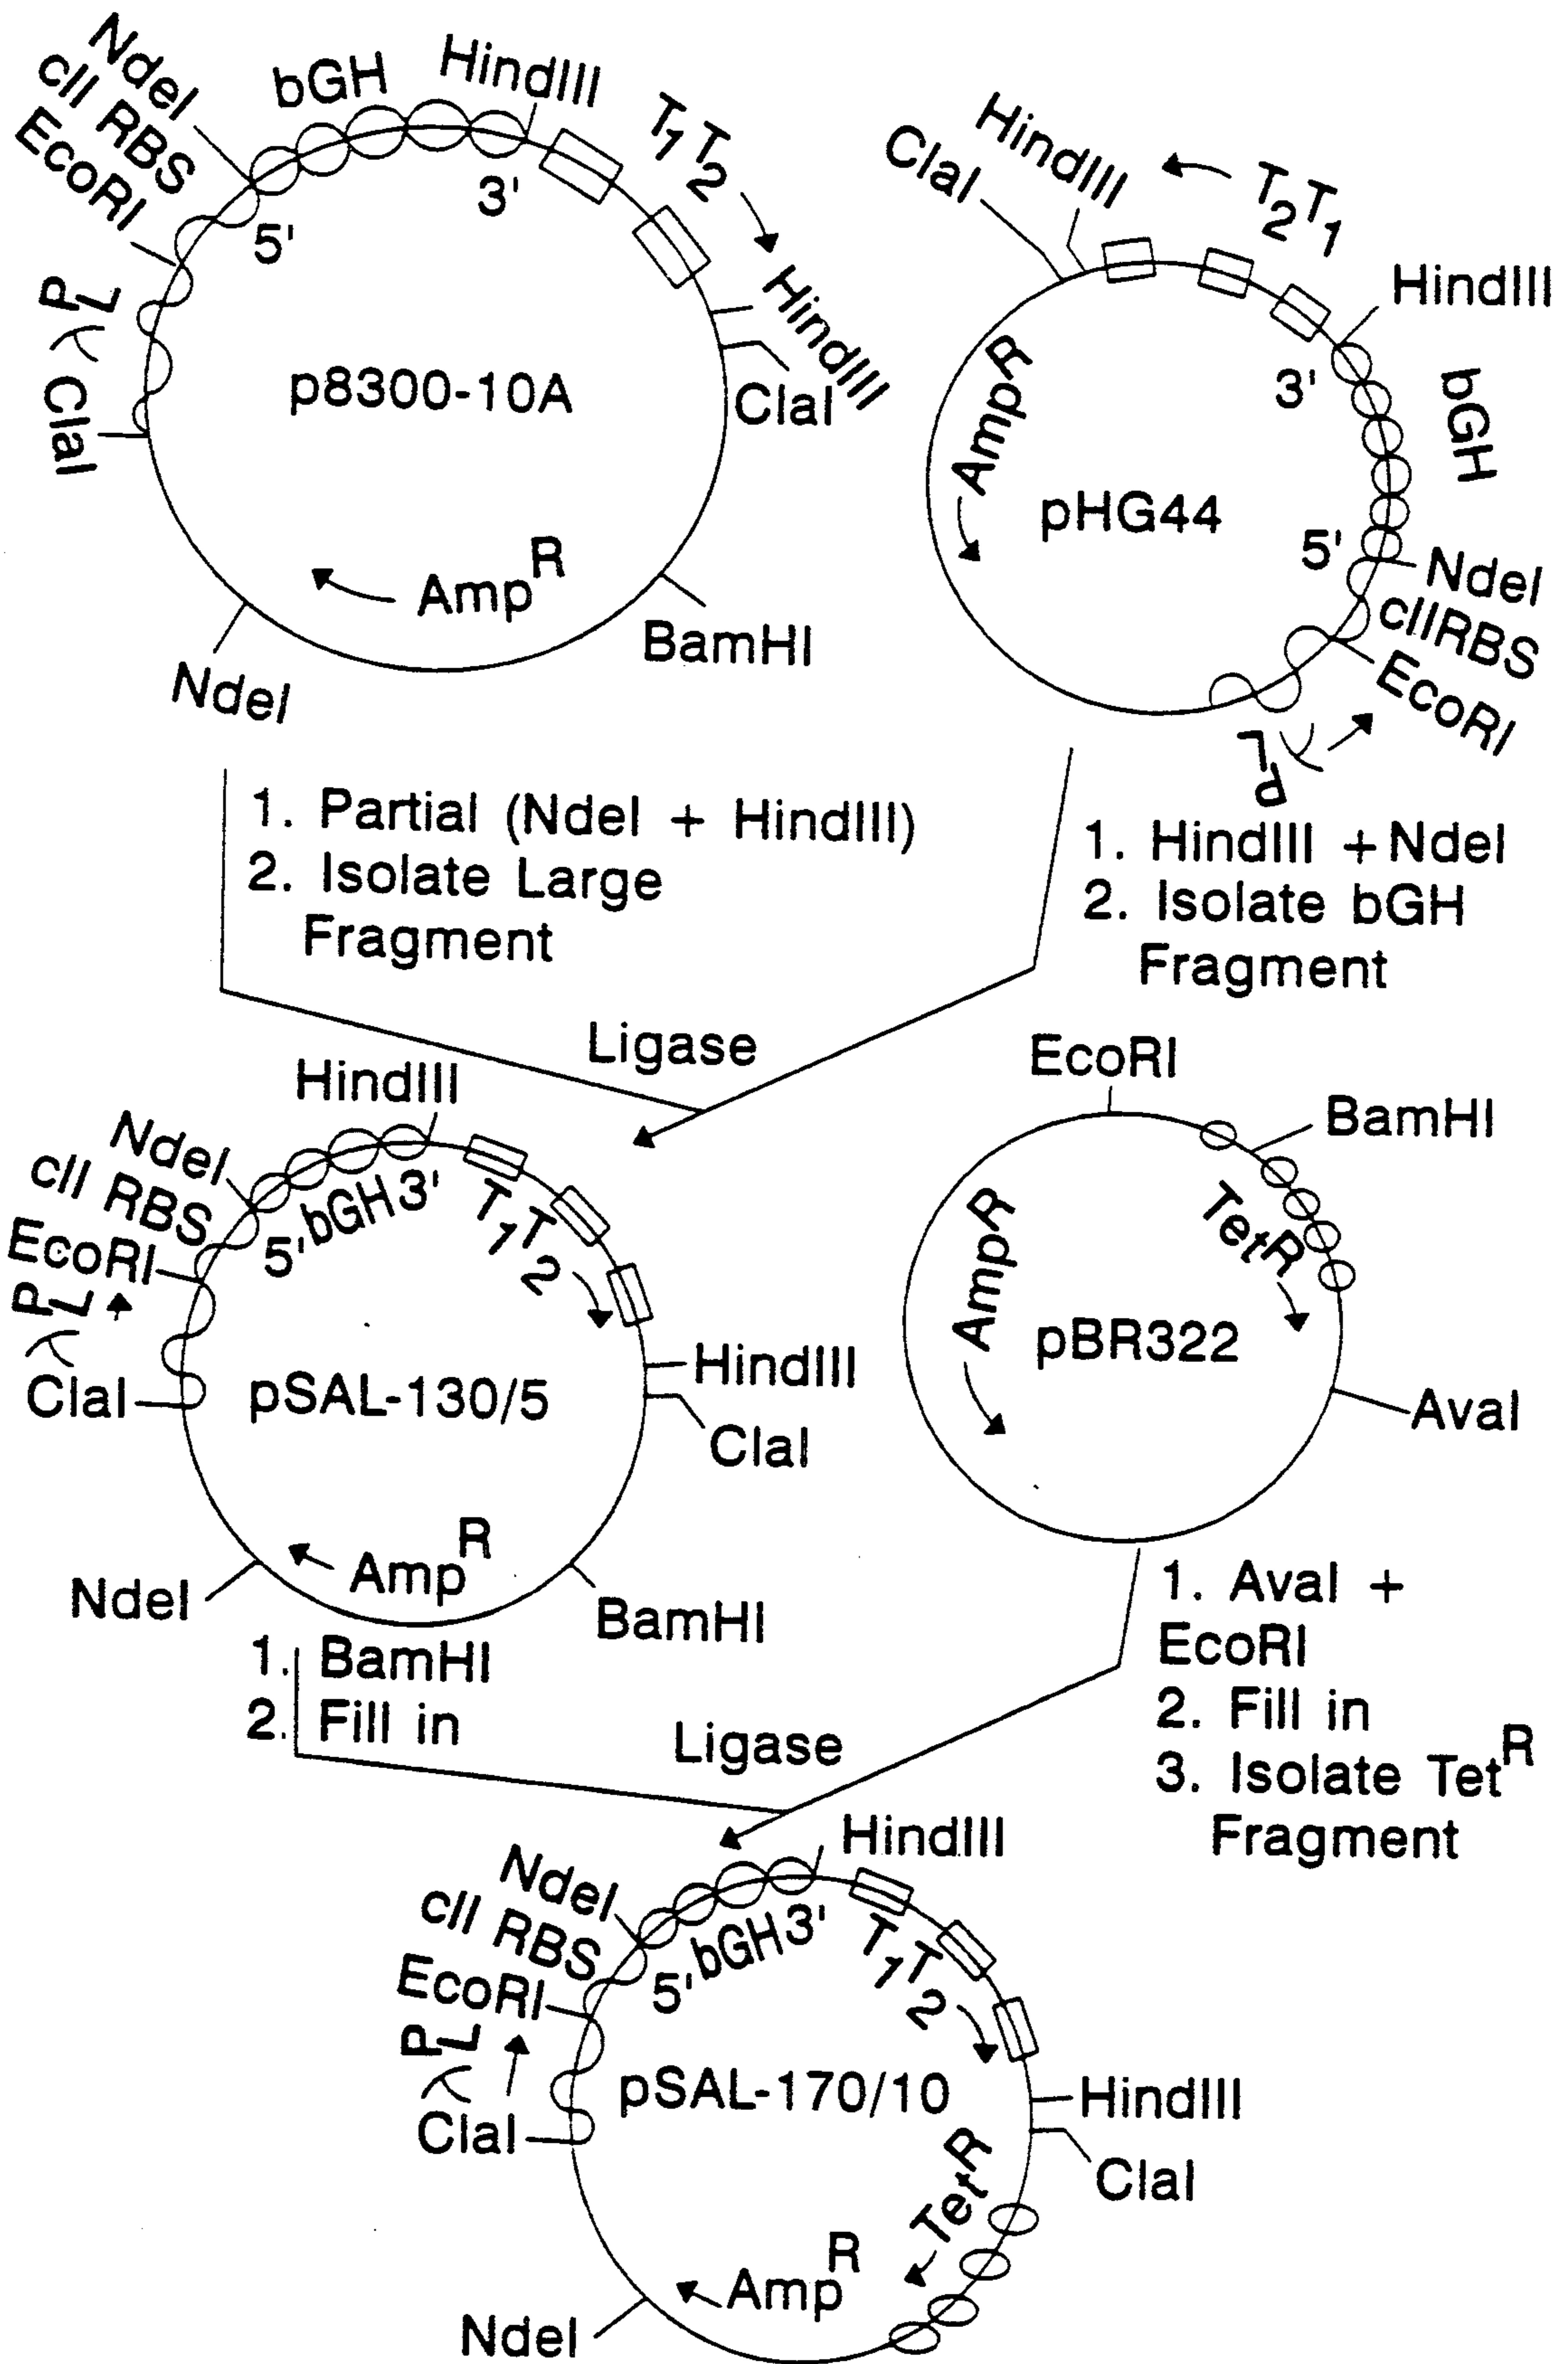 NdeI
cII RBS
EcoRI
bGH
HindIII
T1T2
5'
3'
HindIII
ClaI
PL
ClaI
p8300-10A
AmpR
NdeI
BamHI
ClaI
HindIII
T2T1
HindIII
AmpR
3'
bGH
pHG44
5'
NdeI
cIIRBS
EcoRI
PL
1. Partial (NdeI + HindIII)
2. Isolate Large
Fragment
1. HindIII + NdeI
2. Isolate bGH
Fragment
Ligase
HindIII
NdeI
cII RBS
EcoRI
5' bGH 3'
T1T2
PL
ClaI
pSAL-130/5
HindIII
ClaI
AmpR
NdeI
BamHI
EcoRI
BamHI
AmpR
TetR
pBR322
AvaI
1. BamHI
2. Fill in
1. AvaI +
EcoRI
2. Fill in
3. Isolate TetR
Fragment
Ligase
HindIII
NdeI
cII RBS
EcoRI
5' bGH 3'
T1T2
PL
ClaI
pSAL-170/10
HindIII
ClaI
TetR
AmpR
NdeI